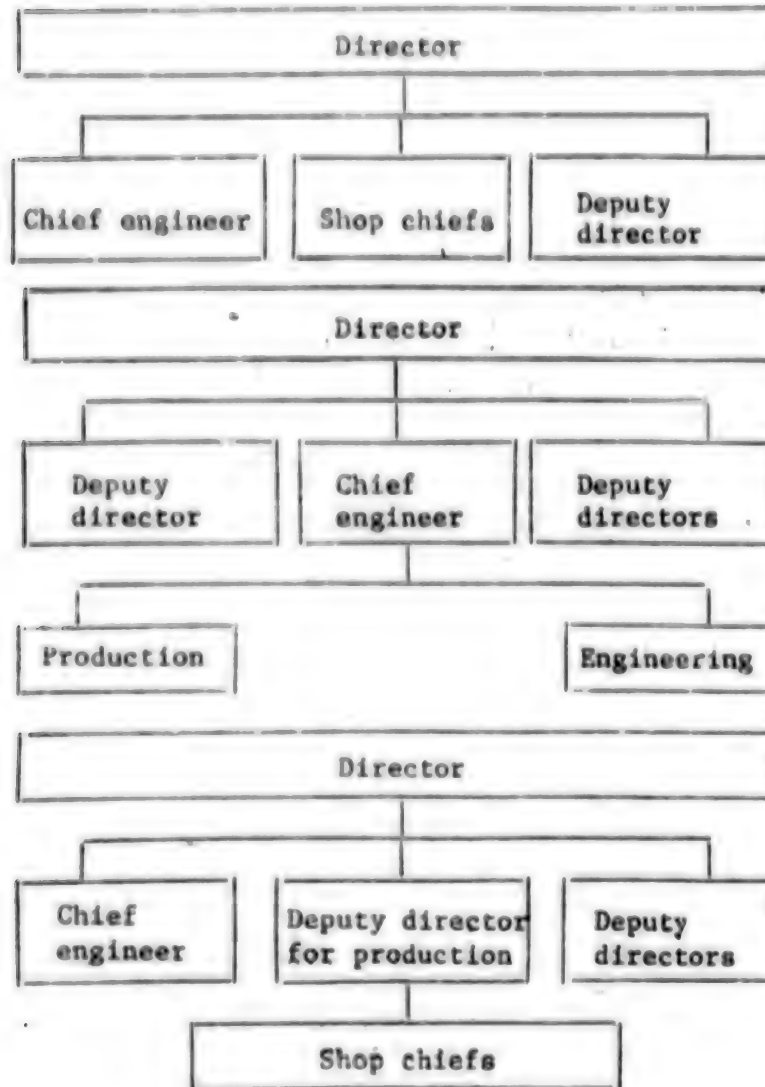 Director
Chief engineer
Shop chiefs
Deputy
director
Director
Deputy
director
Chief
engineer
Deputy
directors
Production
Engineering
Director
Chief
engineer
Deputy director
for production
Deputy
directors
Shop chiefs